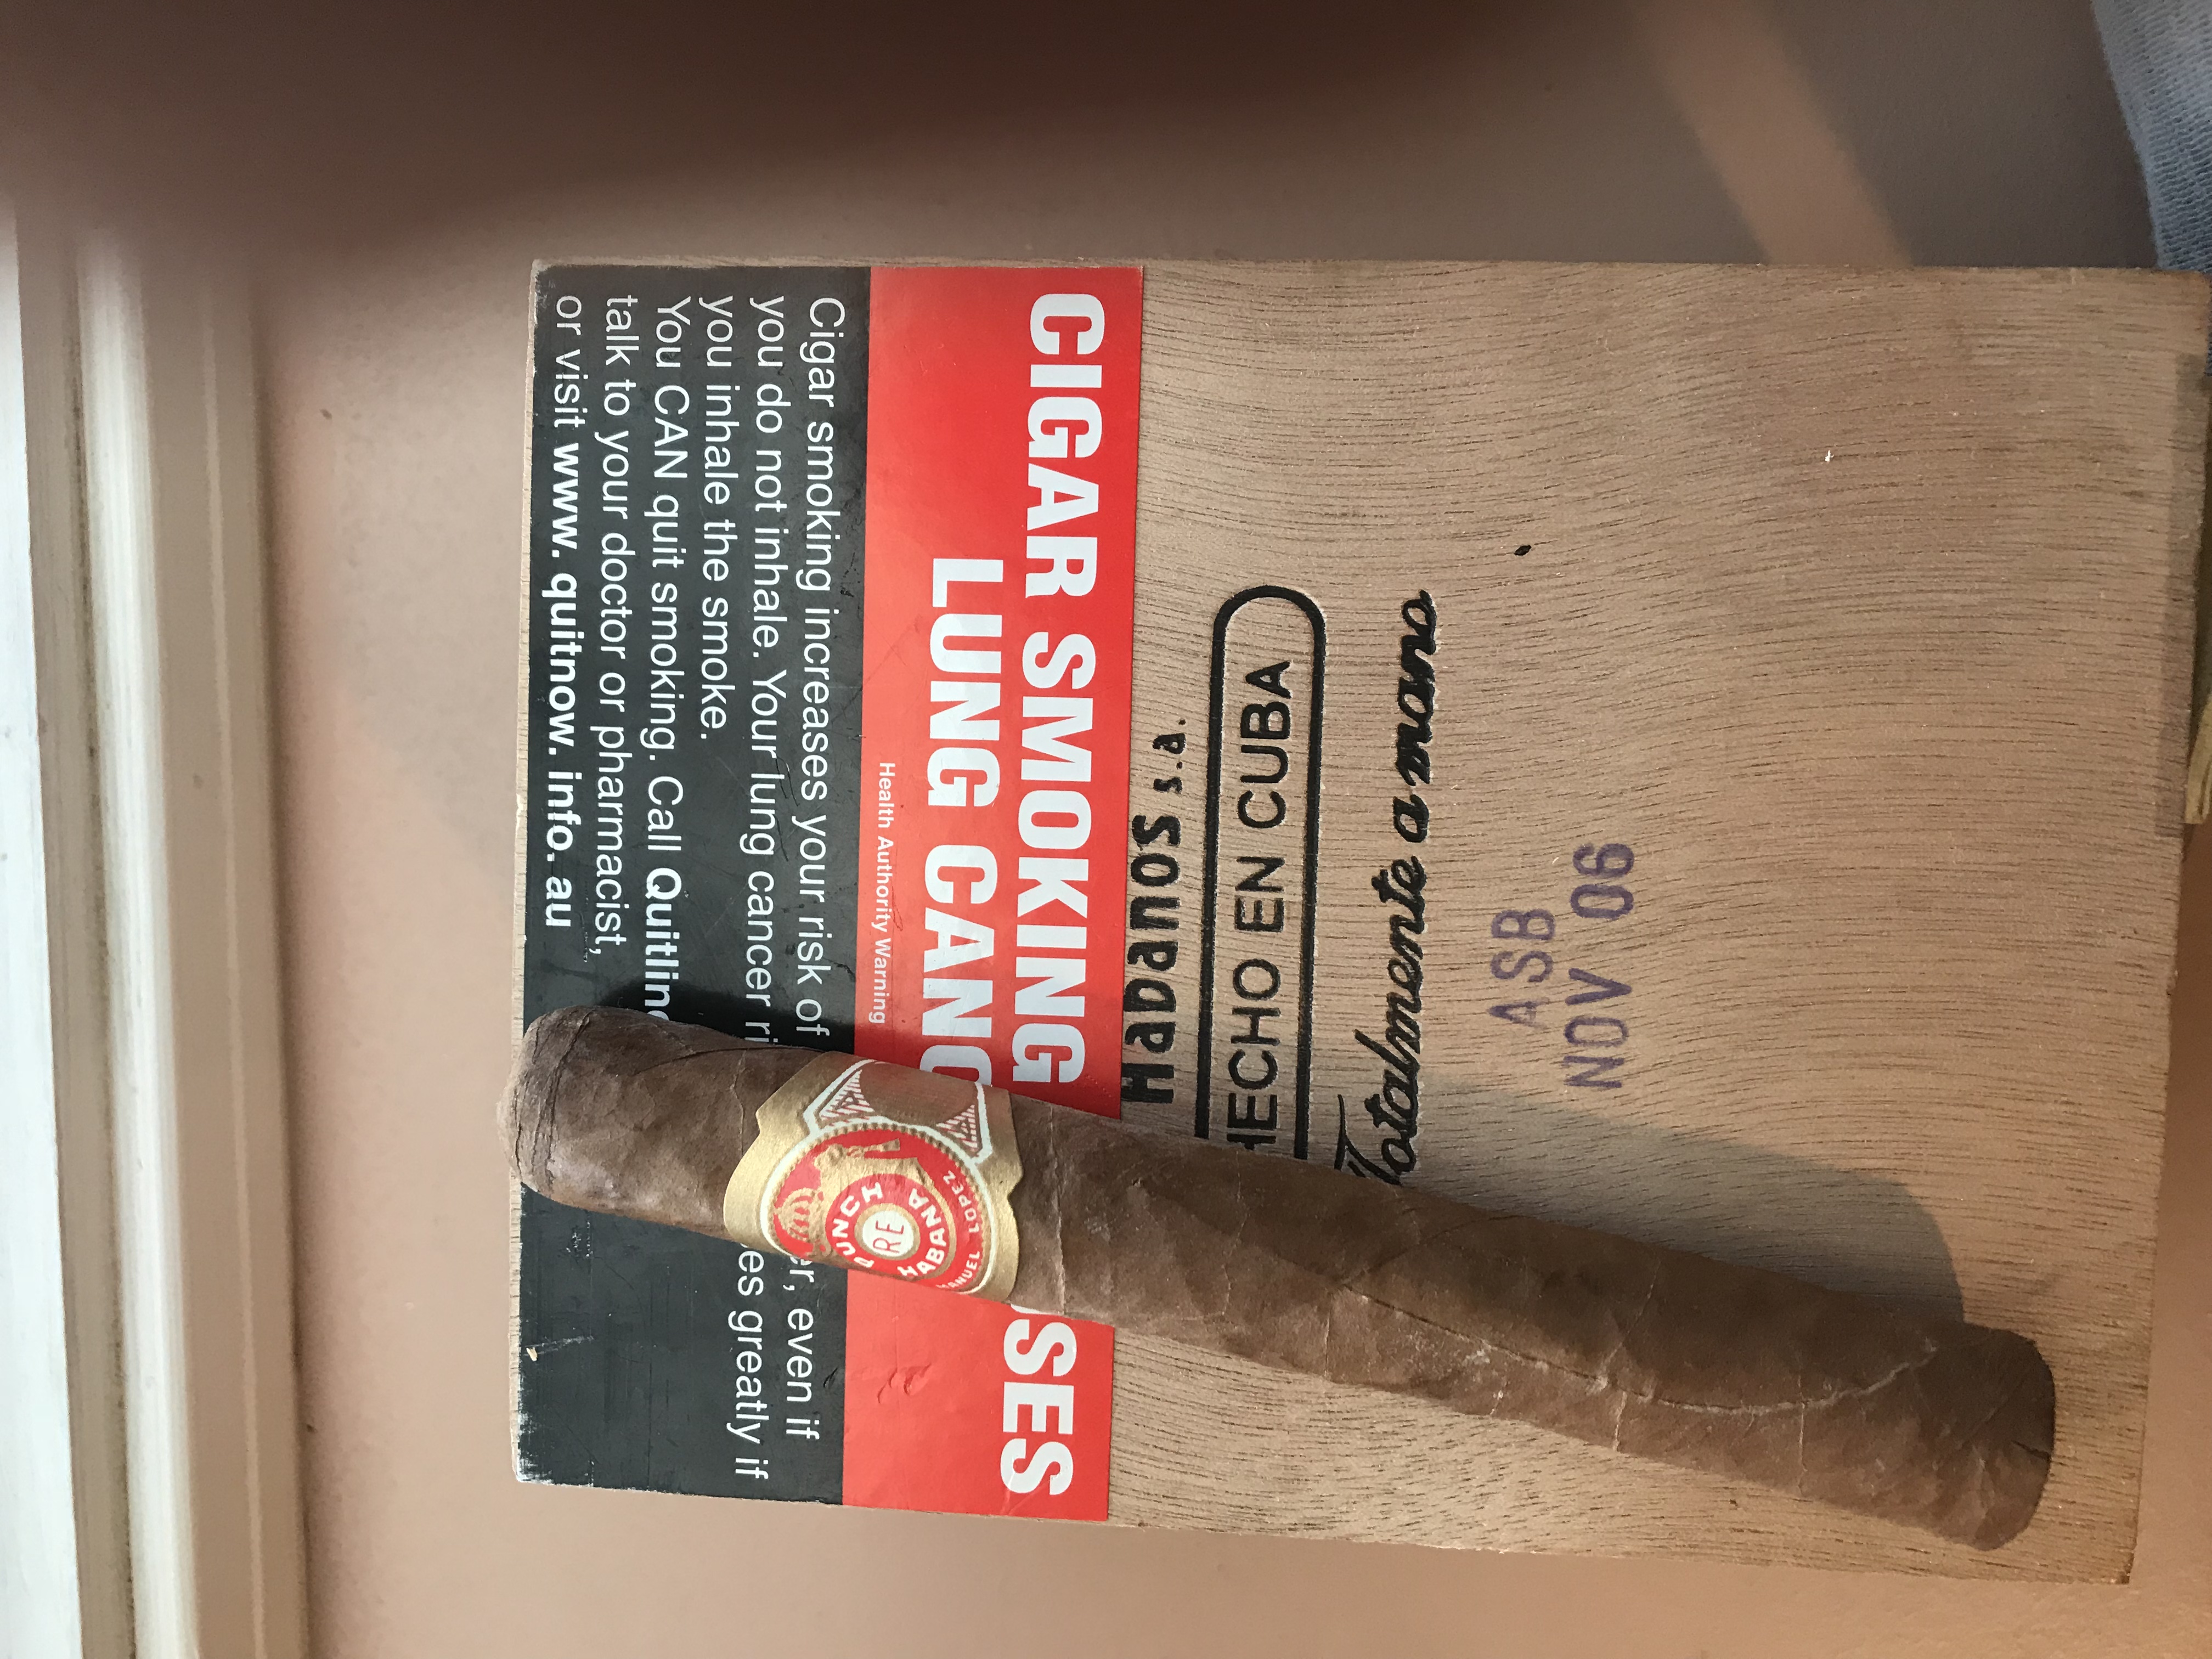 CIGAR SMOKING SES
LUNG CANC
Health Authority Warning
Cigar smoking increases your risk of even if
you do not inhale. Your lung cancer greatly if
you inhale the smoke.
You CAN quit smoking. Call Quitline
talk to your doctor or pharmacist,
or visit www. quitnow. info. au
Habanos s.a.
HECHO EN CUBA
Totalmente a mano
ASB
NOV 06
PUNCH
RE
HABANA
MANUEL LOPEZ